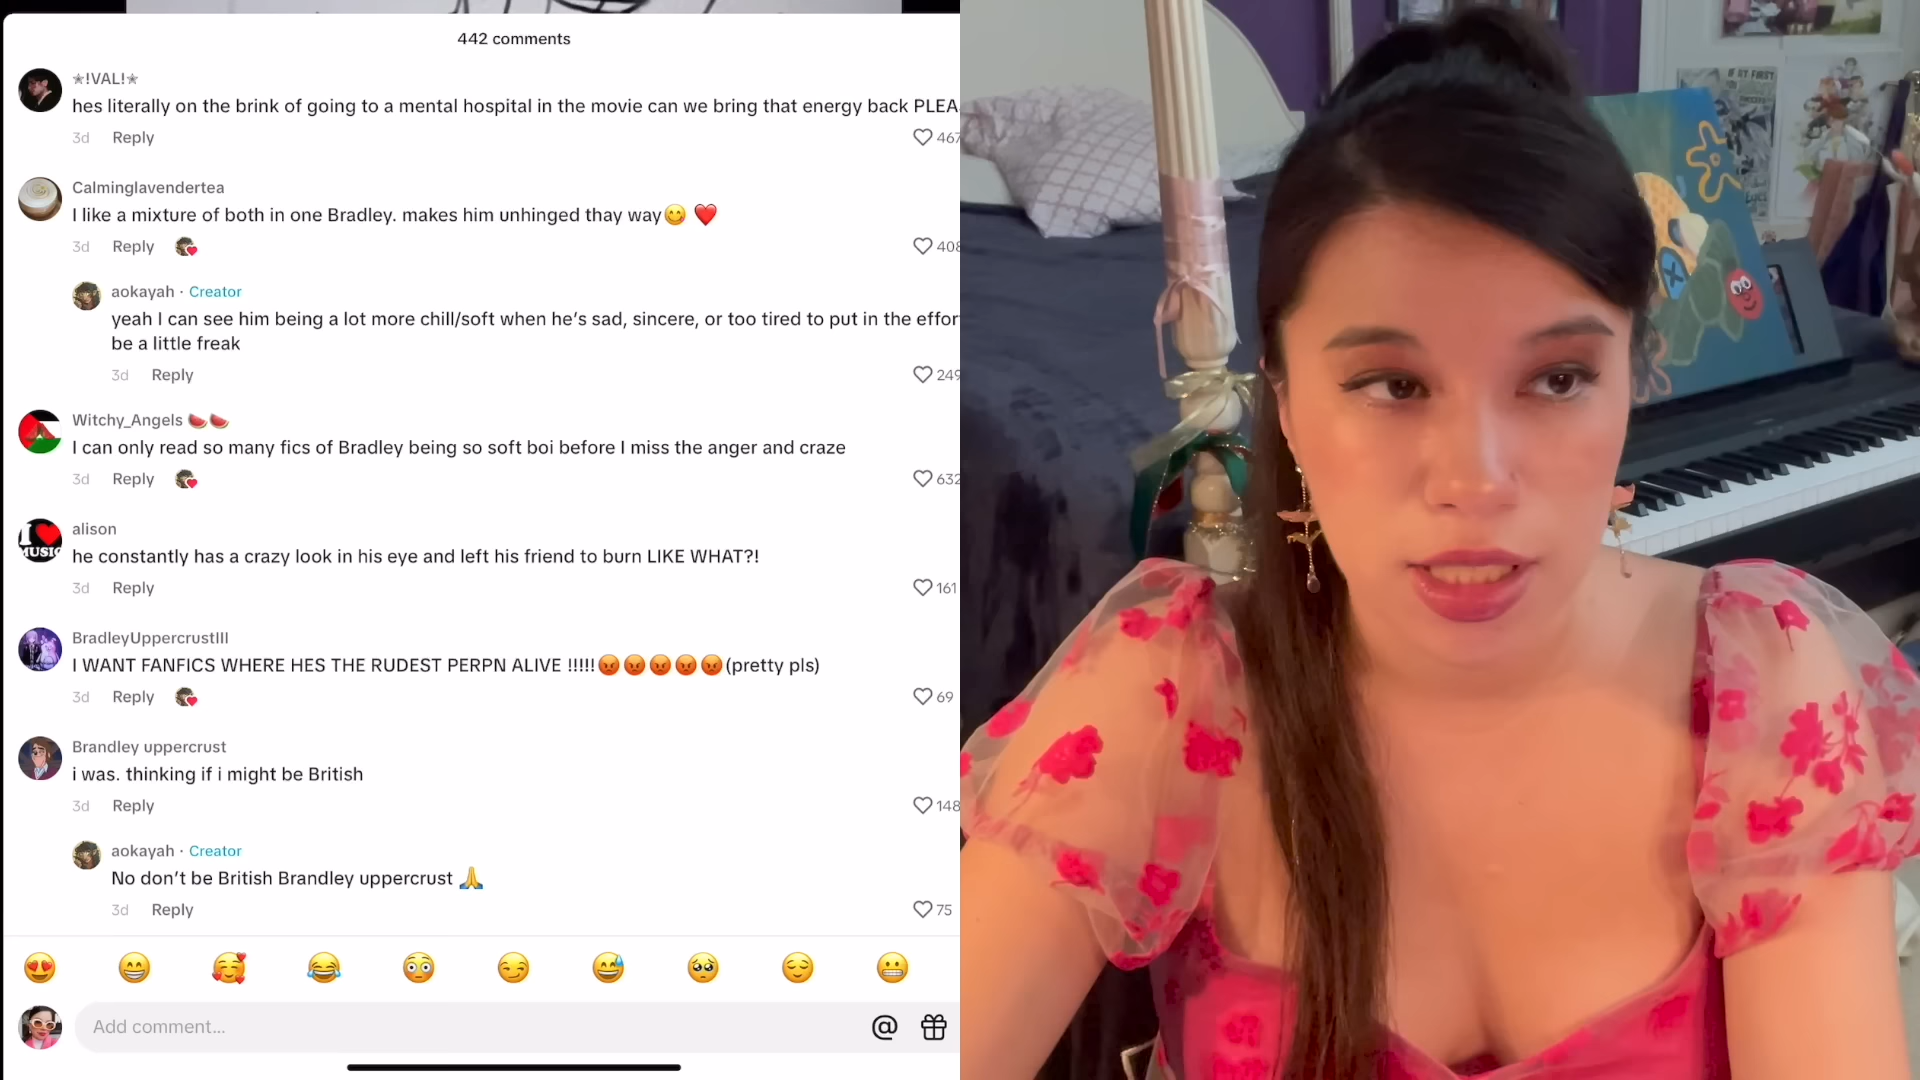 442 comments
✭!VAL!✭
hes literally on the brink of going to a mental hospital in the movie can we bring that energy back PLEA
3d Reply 467
Calminglavendertea
I like a mixture of both in one Bradley. makes him unhinged thay way😋 ❤️
3d Reply 408
aokayah · Creator
yeah I can see him being a lot more chill/soft when he's sad, sincere, or too tired to put in the effor
be a little freak
3d Reply 249
Witchy_Angels 🍉🍉
I can only read so many fics of Bradley being so soft boi before I miss the anger and craze
3d Reply 632
I ❤ MUSIC
alison
he constantly has a crazy look in his eye and left his friend to burn LIKE WHAT?!
3d Reply 161
BradleyUppercrustIII
I WANT FANFICS WHERE HES THE RUDEST PERPN ALIVE !!!!!😡😡😡😡😡(pretty pls)
3d Reply 69
Brandley uppercrust
i was. thinking if i might be British
3d Reply 148
aokayah · Creator
No don't be British Brandley uppercrust 🙏
3d Reply 75
Add comment...
IF AT FIRST